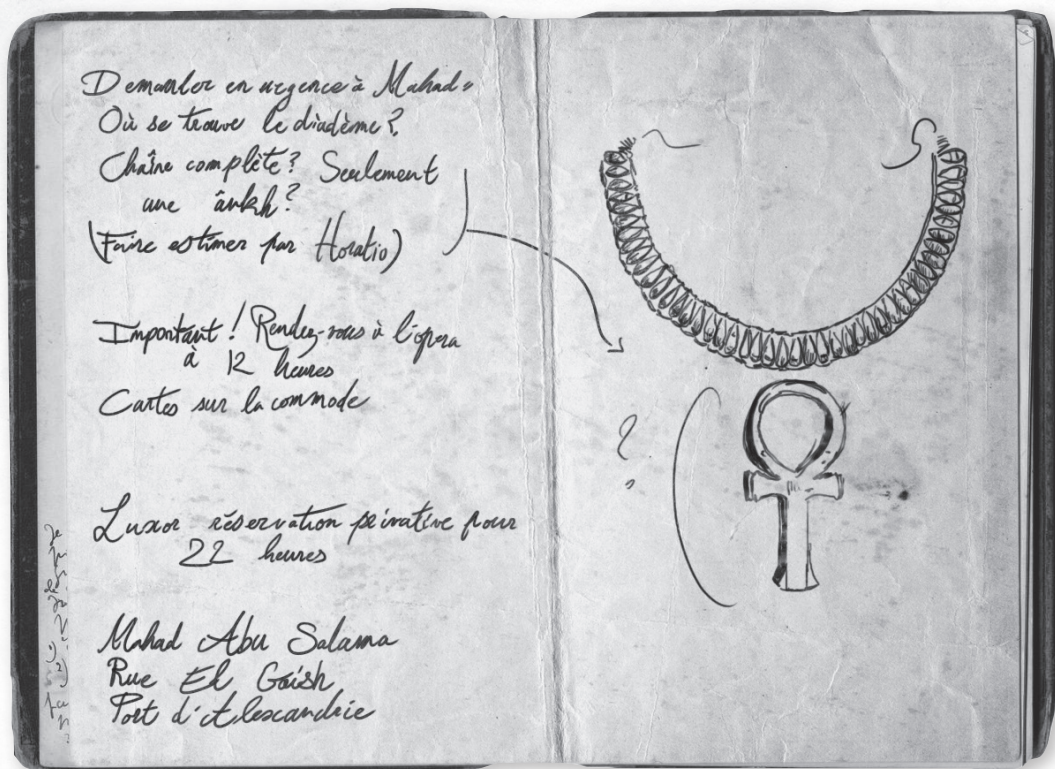 Demander en urgence à Mahad
Où se trouve le diadème?
Chaîne complète? Seulement
une ânkh?
(Faire estimer par Horatio)
Important! Rendez-vous à l'opéra
à 12 heures
Cartes sur la commode
Luxor réservation privative pour
22 heures
Mahad Abu Salama
Rue El Gaish
Port d'Alexandrie
?